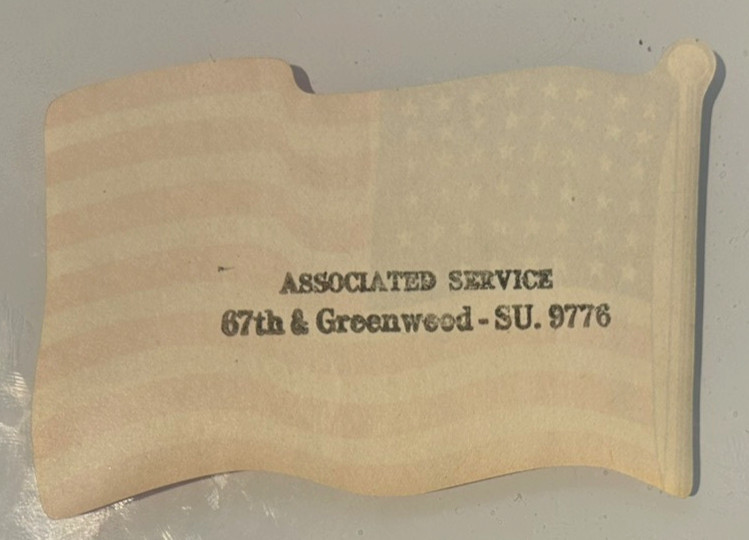 ASSOCIATED SERVICE
67th & Greenwood - SU. 9776